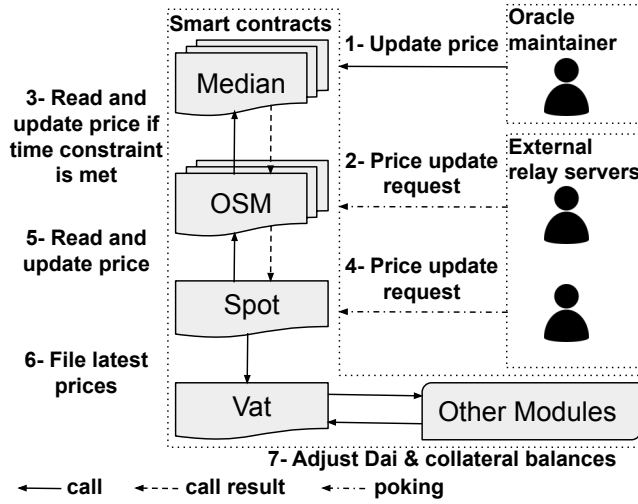 Smart contracts
Oracle
maintainer
1- Update price
Median
3- Read and
update price if
time constraint
is met
External
relay servers
2- Price update
request
OSM
5- Read and
update price
4- Price update
request
Spot
6- File latest
prices
Vat
Other Modules
7- Adjust Dai & collateral balances
call
call result
poking